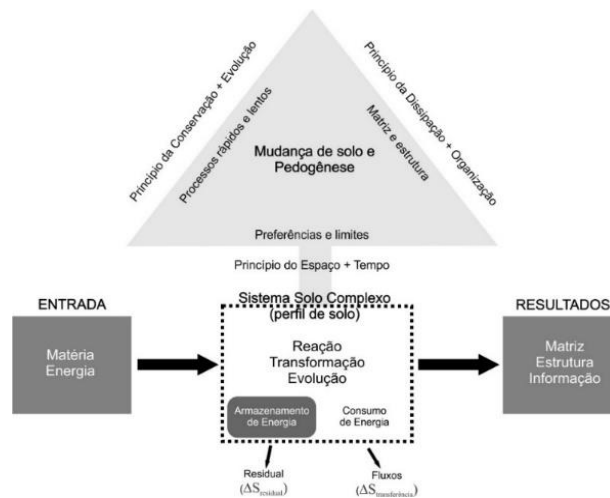 Princípio da Conservação + Evolução
Processos rápidos e lentos
Princípio da Dissipação + Organização
Matriz e estrutura
Mudança de solo e
Pedogênese
Preferências e limites
Princípio do Espaço + Tempo
ENTRADA
Matéria
Energia
Sistema Solo Complexo
(perfil de solo)
Reação
Transformação
Evolução
Armazenamento
de Energia
Consumo
de Energia
Residual
(ΔSresidual)
Fluxos
(ΔStransferência)
RESULTADOS
Matriz
Estrutura
Informação